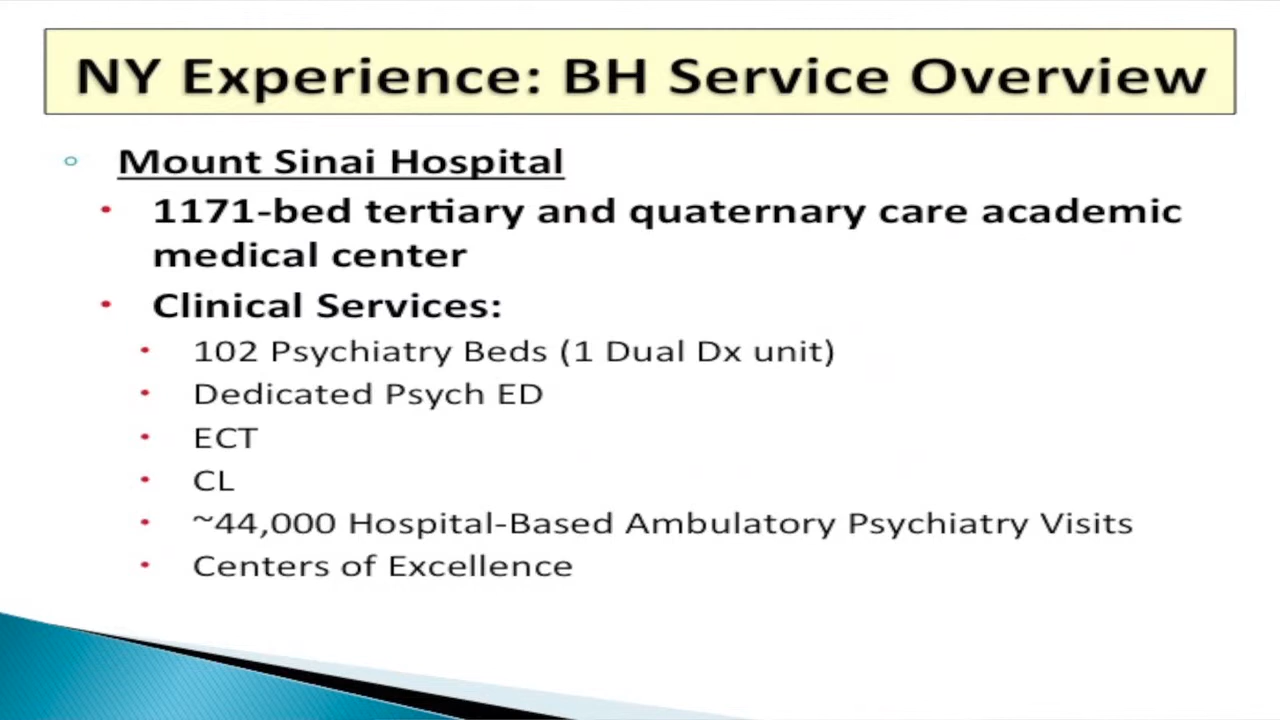 NY Experience: BH Service Overview
Mount Sinai Hospital
1171-bed tertiary and quaternary care academic
medical center
Clinical Services:
102 Psychiatry Beds (1 Dual Dx unit)
Dedicated Psych ED
ECT
CL
~44,000 Hospital-Based Ambulatory Psychiatry Visits
Centers of Excellence